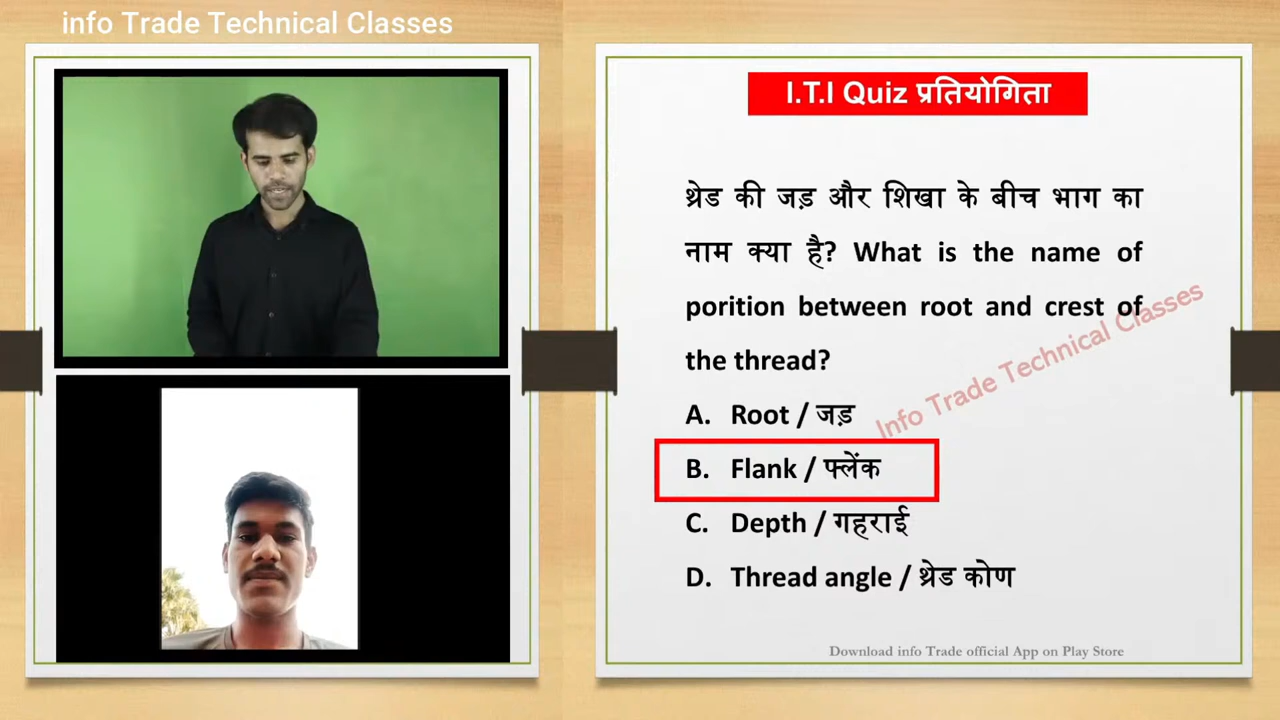 info Trade Technical Classes
I.T.I Quiz प्रतियोगिता
थ्रेड की जड़ और शिखा के बीच भाग का
नाम क्या है? What is the name of
porition between root and crest of
the thread?
A. Root / जड़
B. Flank / फ्लेंक
C. Depth / गहराई
D. Thread angle / थ्रेड कोण
Info Trade Technical Classes
Download info Trade official App on Play Store